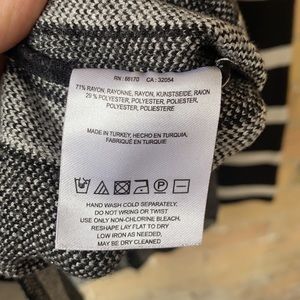 RN : 66170 CA : 32054
71% RAYON, RAYONNE, RAYON, KUNSTSEIDE, RAION
29 % POLYESTER, POLYESTER, POLIESTER,
POLYESTER, POLIESTERE
MADE IN TURKEY, HECHO EN TURQUIA,
FABRIQUÉ EN TURQUIE
HAND WASH COLD SEPARATELY,
DO NOT WRING OR TWIST
USE ONLY NON-CHLORINE BLEACH,
RESHAPE LAY FLAT TO DRY
LOW IRON AS NEEDED,
MAY BE DRY CLEANED